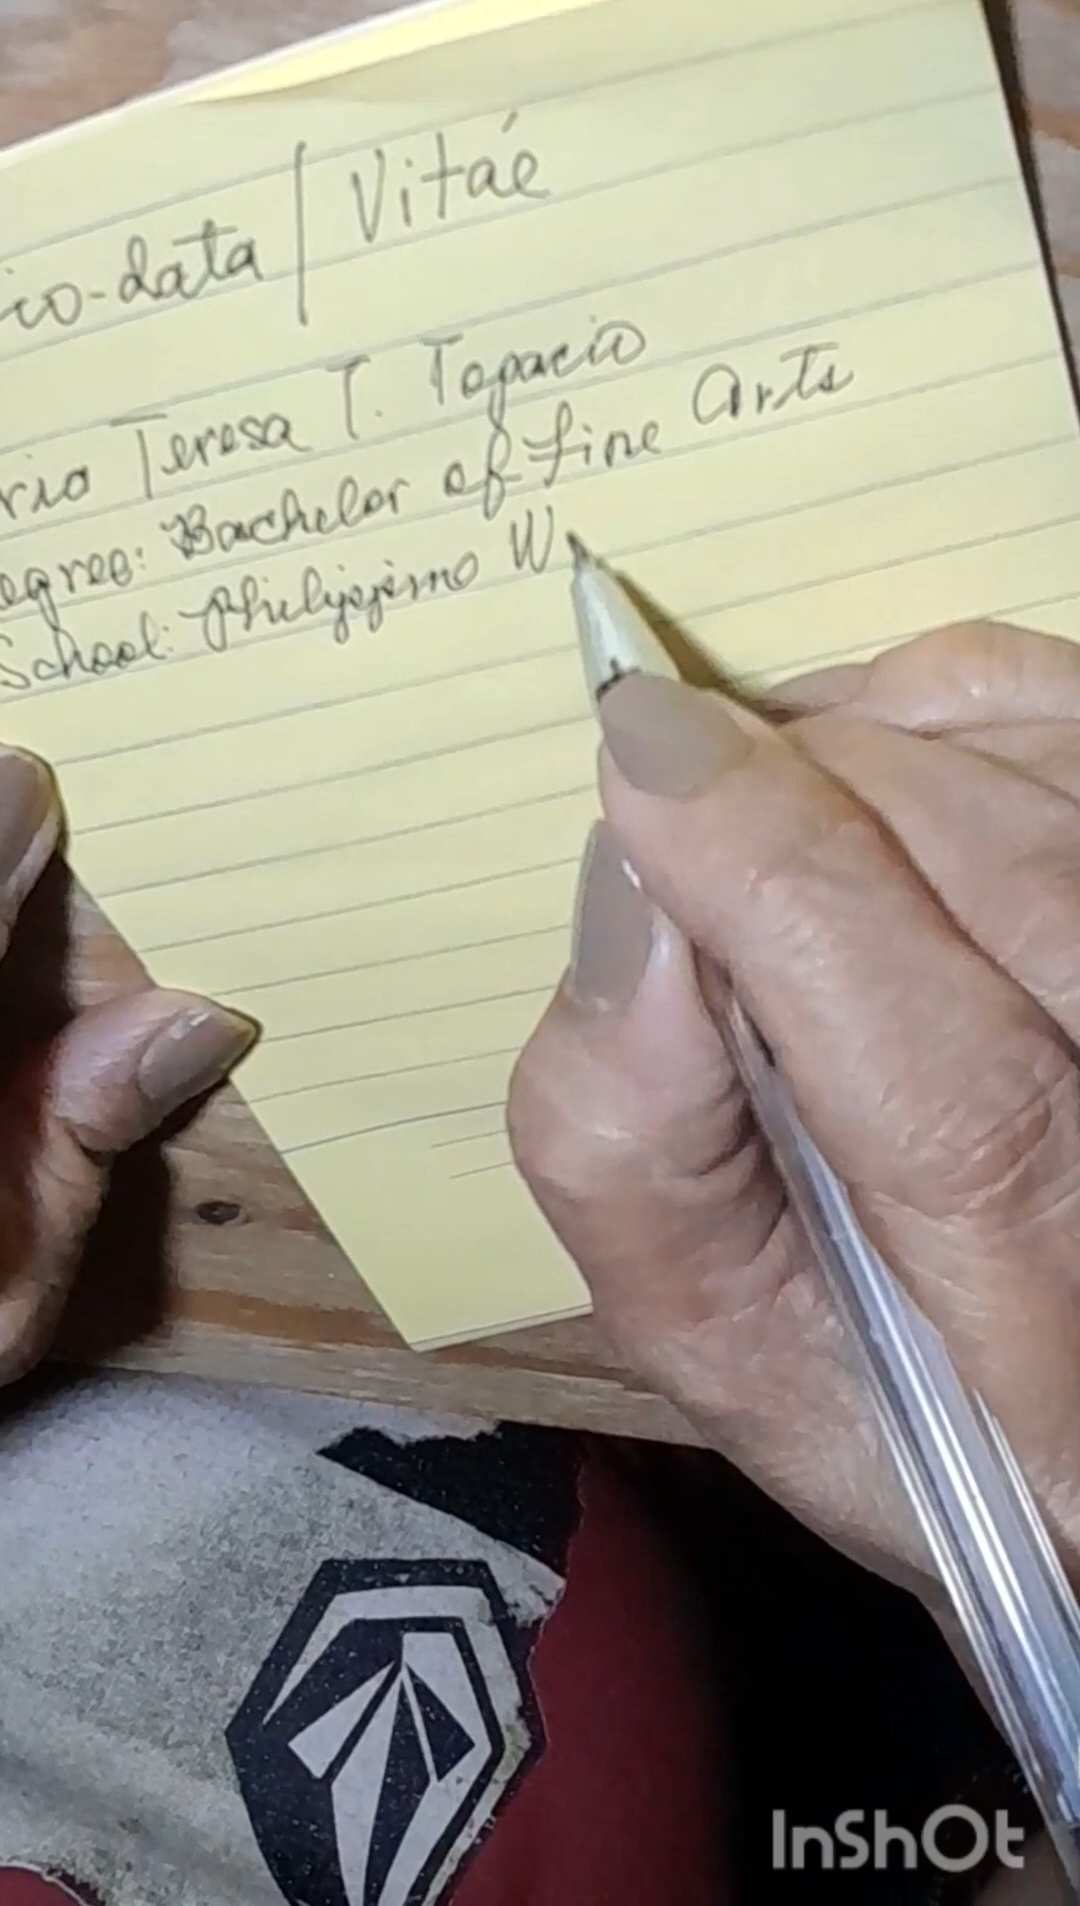 io-data / Vitaé
ria Teresa T. Topacio
egree: Bachelor of Fine Arts
School: Philippine W
InShOt